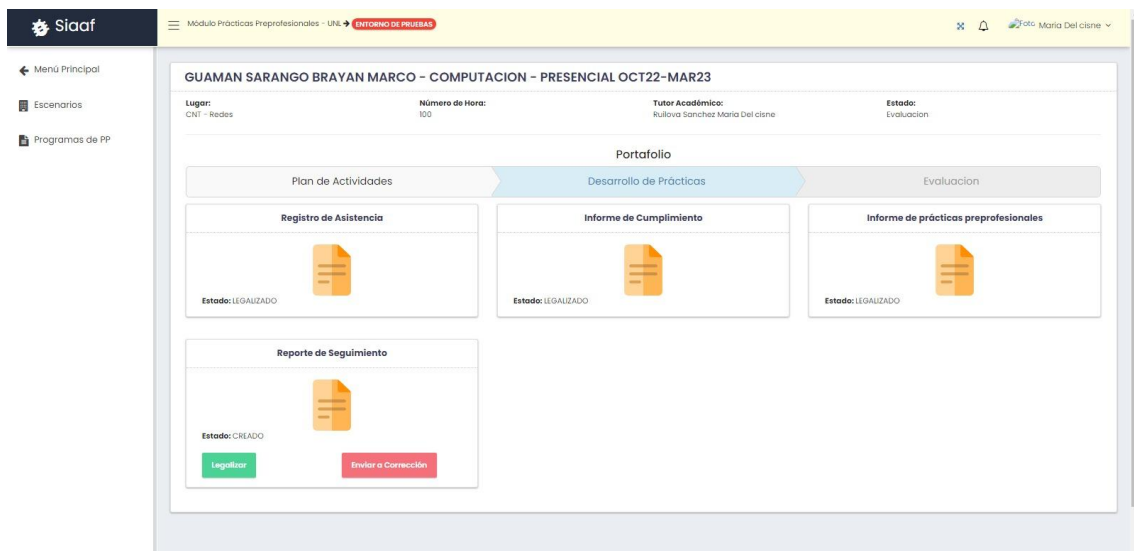 Siaaf
Módulo Prácticas Preprofesionales - UNL → ENTORNO DE PRUEBAS
Foto Maria Del cisne
Menú Principal
Escenarios
Programas de PP
GUAMAN SARANGO BRAYAN MARCO - COMPUTACION - PRESENCIAL OCT22-MAR23
Lugar: Número de Hora: Tutor Académico: Estado:
CNT - Redes 100 Ruilova Sanchez Maria Del cisne Evaluacion
Portafolio
Plan de Actividades Desarrollo de Prácticas Evaluacion
Registro de Asistencia Informe de Cumplimiento Informe de prácticas preprofesionales
Estado: LEGALIZADO Estado: LEGALIZADO Estado: LEGALIZADO
Reporte de Seguimiento
Estado: CREADO
Legalizar Enviar a Corrección